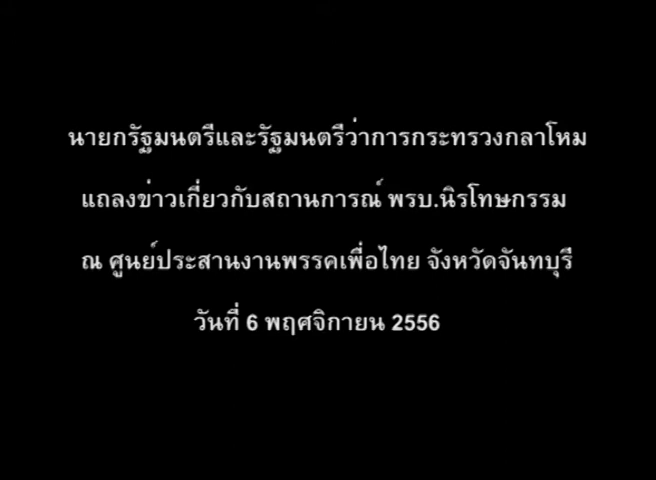 นายกรัฐมนตรีและรัฐมนตรีว่าการกระทรวงกลาโหม
แถลงข่าวเกี่ยวกับสถานการณ์ พรบ.นิรโทษกรรม
ณ ศูนย์ประสานงานพรรคเพื่อไทย จังหวัดจันทบุรี
วันที่ 6 พฤศจิกายน 2556